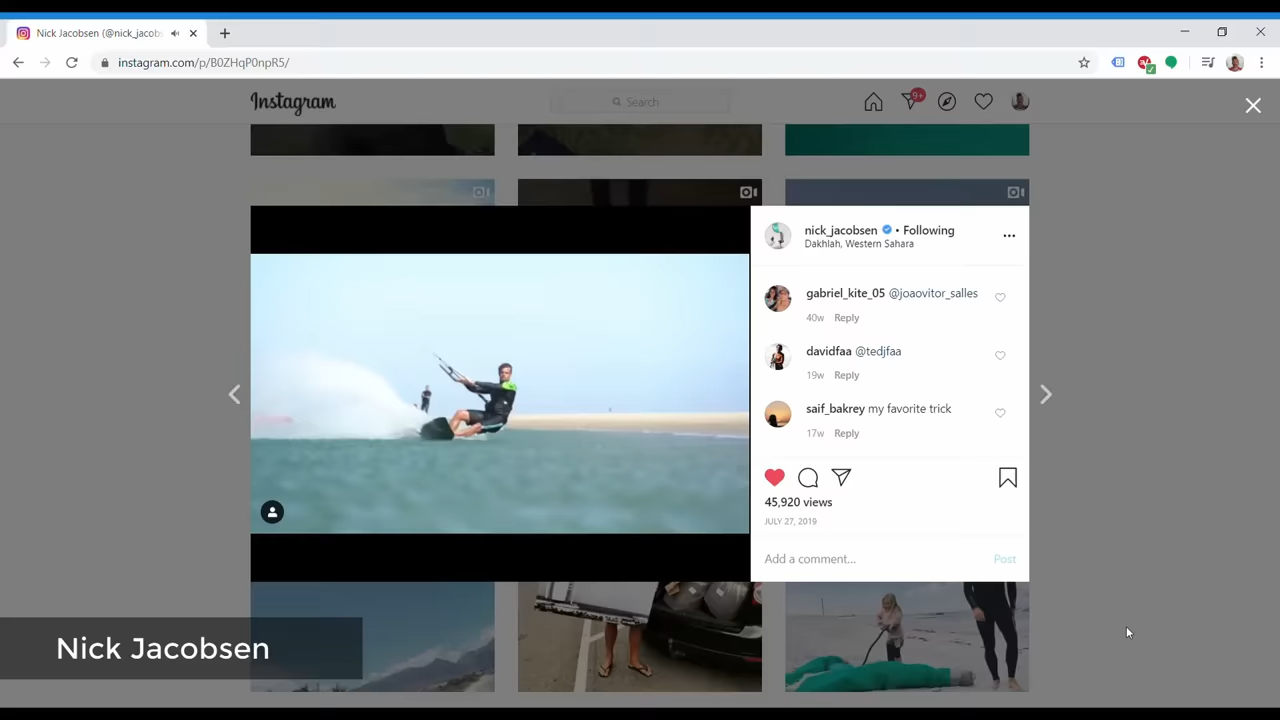 Nick Jacobsen (@nick_jacobs
instagram.com/p/B0ZHqP0npR5/
Instagram
Search
9+
nick_jacobsen • Following
Dakhlah, Western Sahara
gabriel_kite_05 @joaovitor_salles
40w Reply
davidfaa @tedjfaa
19w Reply
saif_bakrey my favorite trick
17w Reply
45,920 views
JULY 27, 2019
Add a comment... Post
Nick Jacobsen